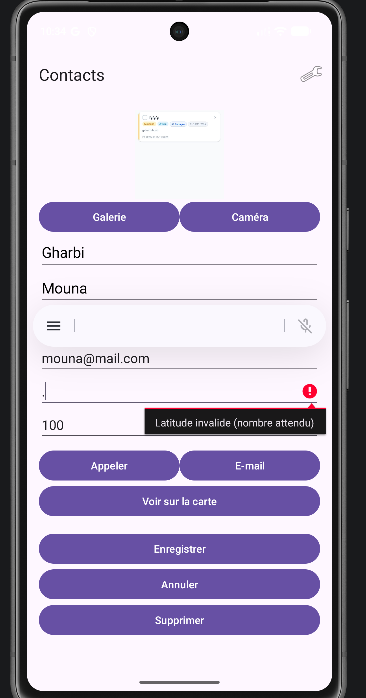 Contacts
Galerie
Caméra
Gharbi
Mouna
mouna@mail.com
.
Latitude invalide (nombre attendu)
100
Appeler
E-mail
Voir sur la carte
Enregistrer
Annuler
Supprimer